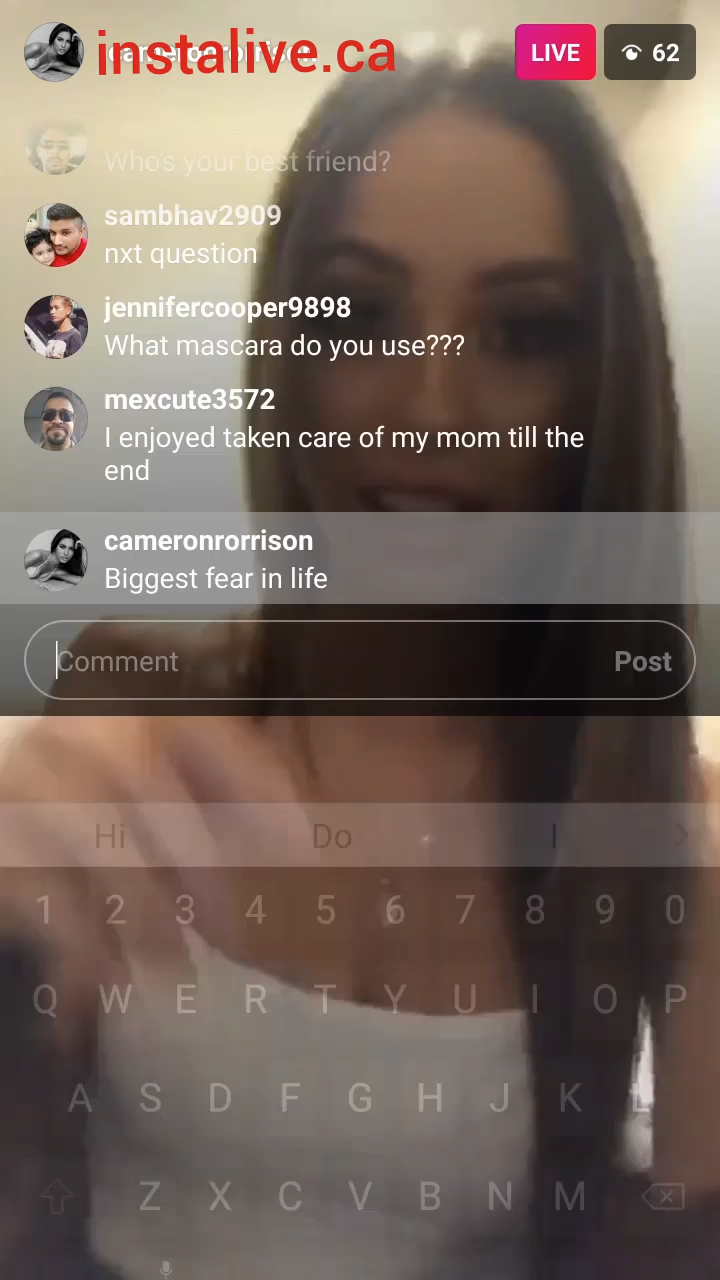 instalive.ca
cameronrorrison
LIVE
62
Who's your best friend?
sambhav2909
nxt question
jennifercooper9898
What mascara do you use???
mexcute3572
I enjoyed taken care of my mom till the
end
cameronrorrison
Biggest fear in life
Comment
Post
Hi Do I
1 2 3 4 5 6 7 8 9 0
Q W E R T Y U I O P
A S D F G H J K L
Z X C V B N M